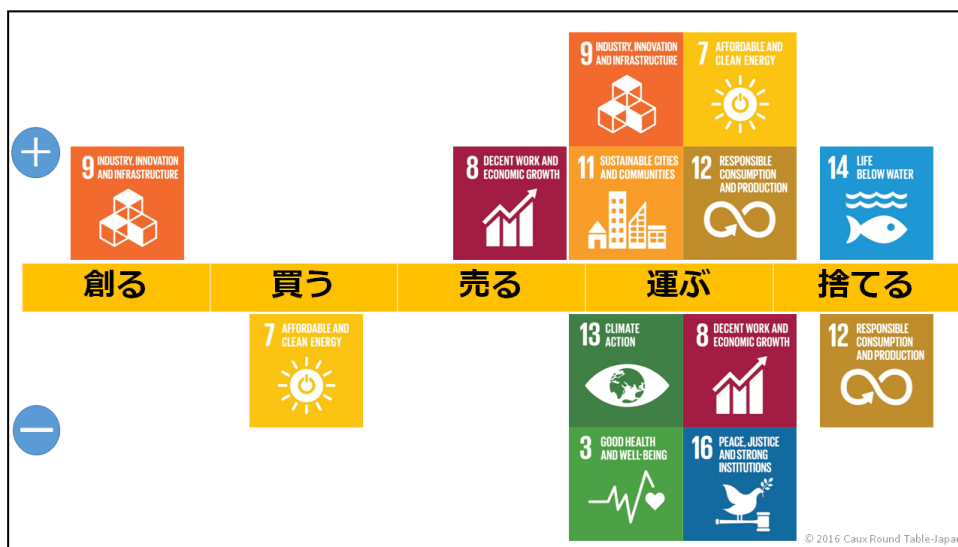 9 INDUSTRY, INNOVATION
AND INFRASTRUCTURE
7 AFFORDABLE AND
CLEAN ENERGY
+
9 INDUSTRY, INNOVATION
AND INFRASTRUCTURE
8 DECENT WORK AND
ECONOMIC GROWTH
11 SUSTAINABLE CITIES
AND COMMUNITIES
12 RESPONSIBLE
CONSUMPTION
AND PRODUCTION
14 LIFE
BELOW WATER
創る 買う 売る 運ぶ 捨てる
7 AFFORDABLE AND
CLEAN ENERGY
13 CLIMATE
ACTION
8 DECENT WORK AND
ECONOMIC GROWTH
12 RESPONSIBLE
CONSUMPTION
AND PRODUCTION
−
3 GOOD HEALTH
AND WELL-BEING
16 PEACE, JUSTICE
AND STRONG
INSTITUTIONS
© 2016 Caux Round Table-Japan